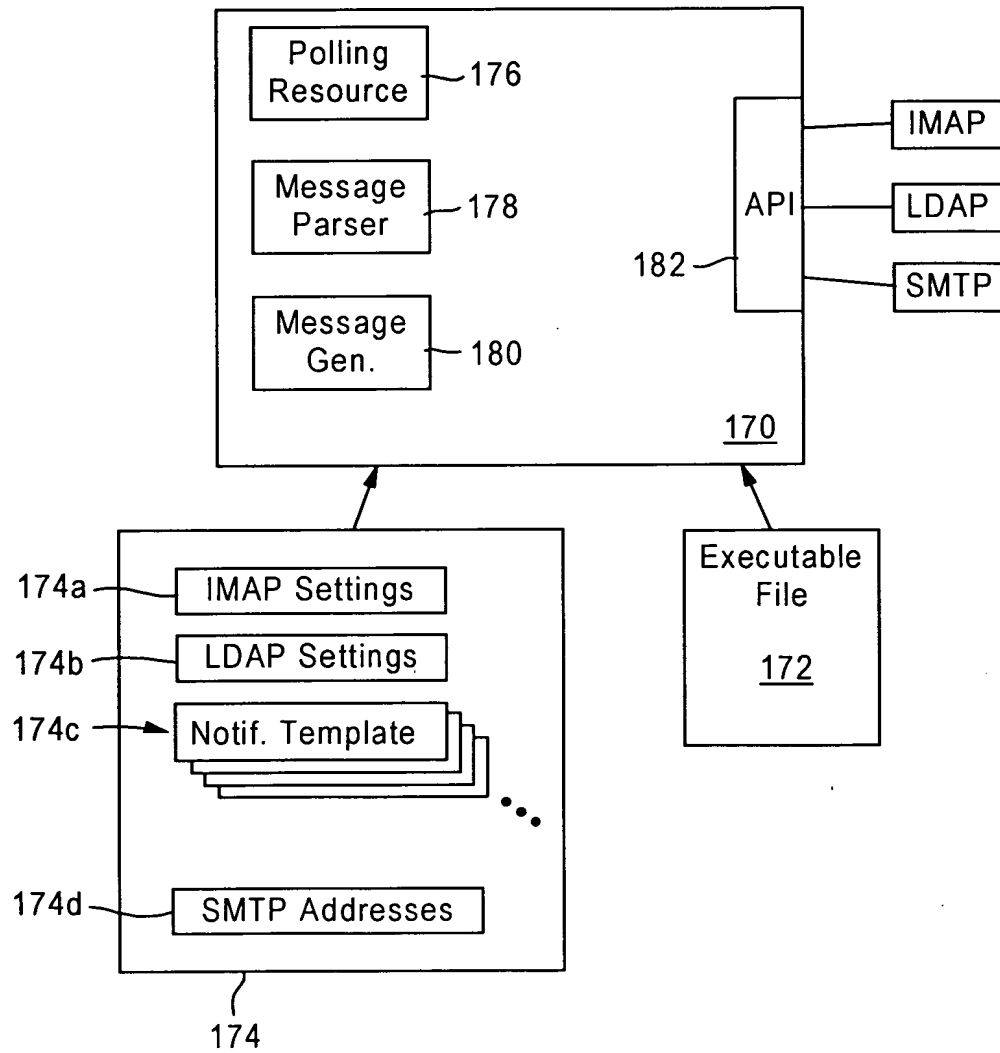 Polling
Resource
176
Message
Parser
178
Message
Gen.
180
API
182
IMAP
LDAP
SMTP
170
174a
IMAP Settings
174b
LDAP Settings
174c
Notif. Template
174d
SMTP Addresses
174
Executable
File
172